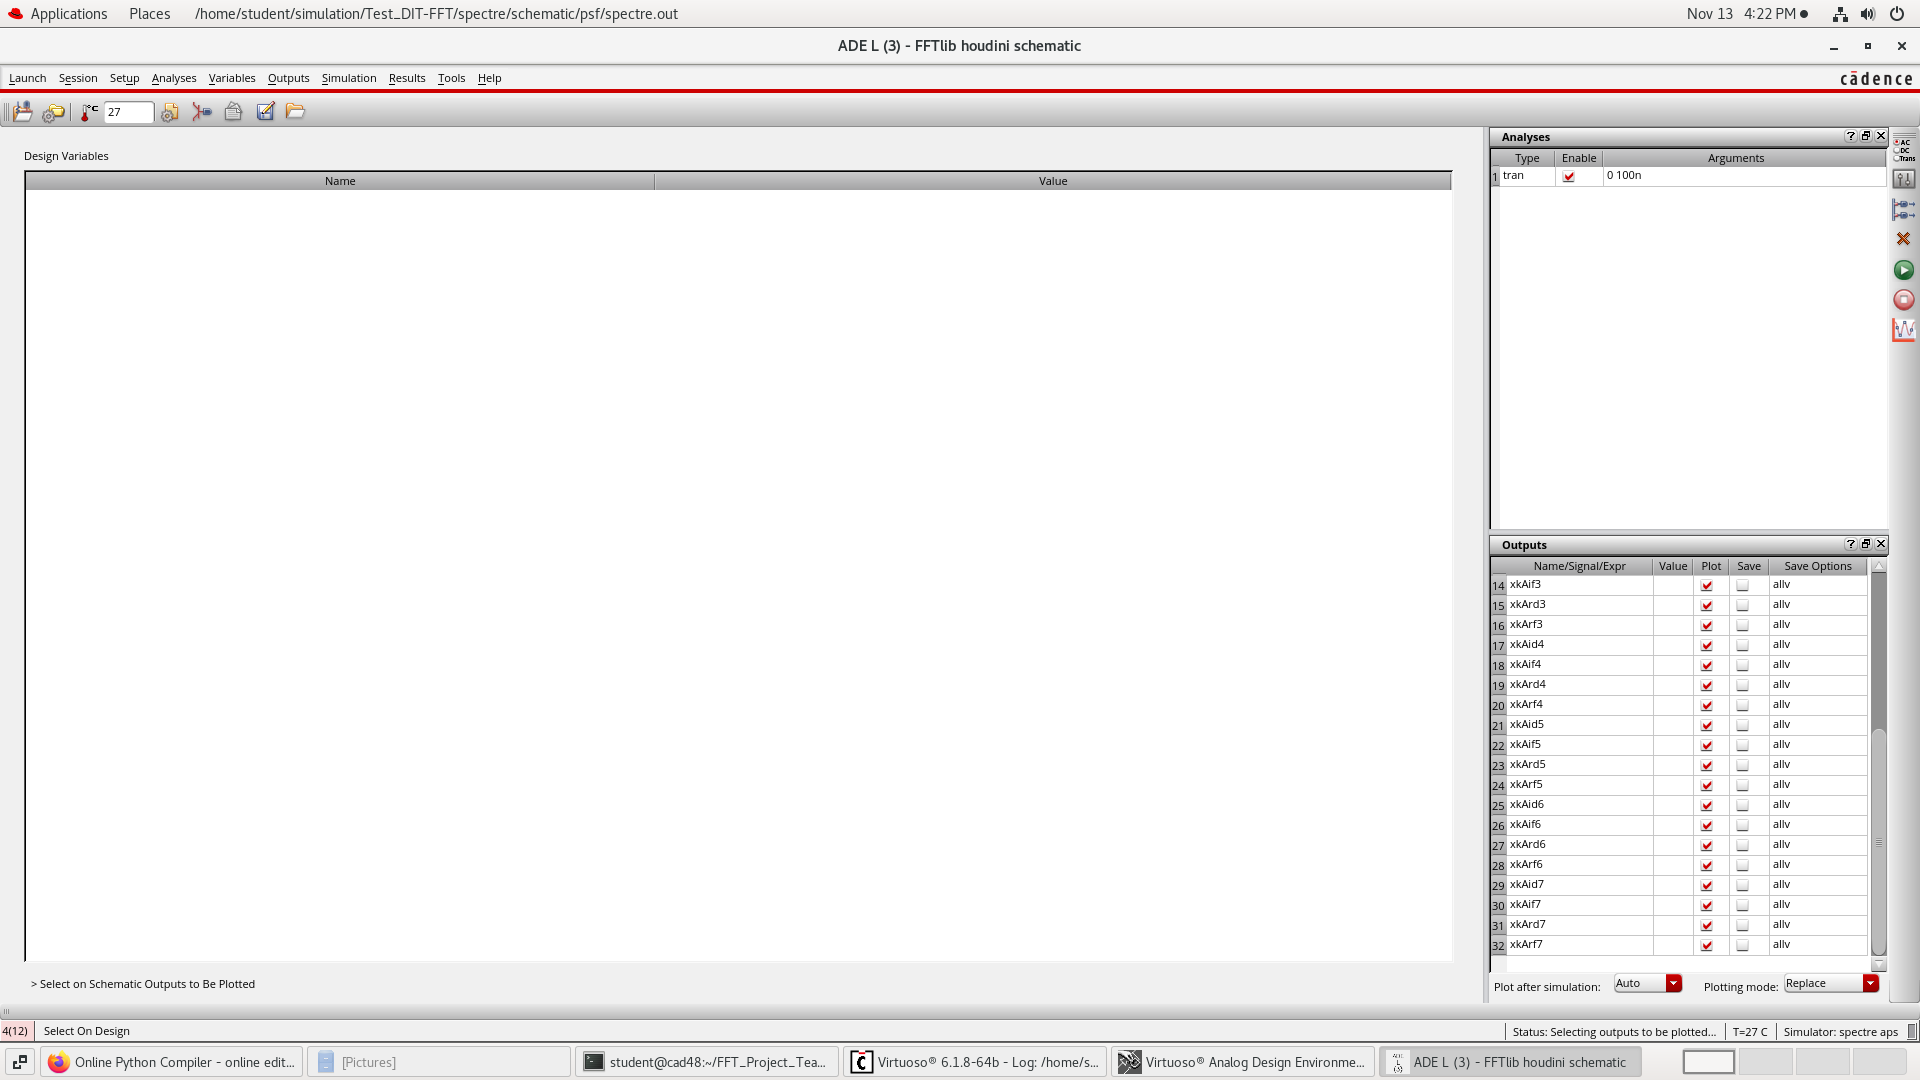 Applications Places /home/student/simulation/Test_DIT-FFT/spectre/schematic/psf/spectre.out Nov 13 4:22 PM
ADE L (3) - FFTlib houdini schematic
Launch Session Setup Analyses Variables Outputs Simulation Results Tools Help cādence
°C 27
Design Variables
Name Value
> Select on Schematic Outputs to Be Plotted
Analyses
Type Enable Arguments
1 tran 0 100n
AC
DC
Trans
Outputs
Name/Signal/Expr Value Plot Save Save Options
14 xkAif3 allv
15 xkArd3 allv
16 xkArf3 allv
17 xkAid4 allv
18 xkAif4 allv
19 xkArd4 allv
20 xkArf4 allv
21 xkAid5 allv
22 xkAif5 allv
23 xkArd5 allv
24 xkArf5 allv
25 xkAid6 allv
26 xkAif6 allv
27 xkArd6 allv
28 xkArf6 allv
29 xkAid7 allv
30 xkAif7 allv
31 xkArd7 allv
32 xkArf7 allv
Plot after simulation: Auto Plotting mode: Replace
4(12) Select On Design Status: Selecting outputs to be plotted... T=27 C Simulator: spectre aps
Online Python Compiler - online edit... [Pictures] student@cad48:~/FFT_Project_Tea... Virtuoso® 6.1.8-64b - Log: /home/s... Virtuoso® Analog Design Environme... ADE L (3) - FFTlib houdini schematic